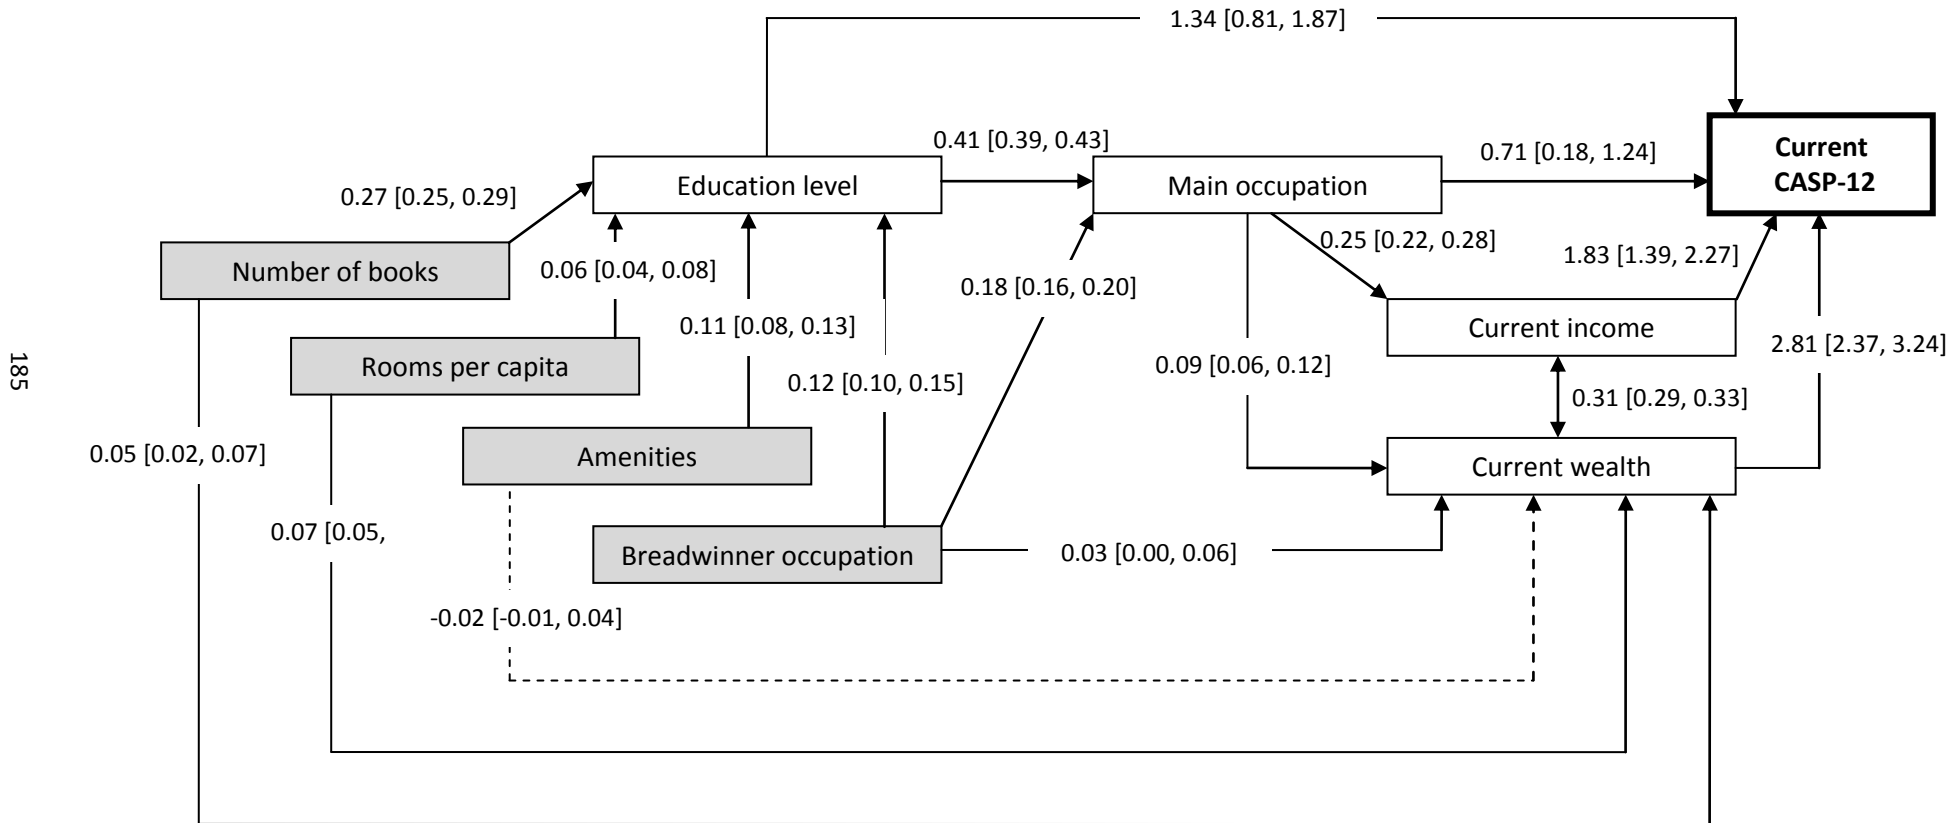 1.34 [0.81, 1.87]
Current
CASP-12
0.41 [0.39, 0.43]
0.71 [0.18, 1.24]
Education level
Main occupation
0.27 [0.25, 0.29]
0.25 [0.22, 0.28]
1.83 [1.39, 2.27]
Number of books
0.06 [0.04, 0.08]
0.18 [0.16, 0.20]
0.11 [0.08, 0.13]
Current income
2.81 [2.37, 3.24]
185
Rooms per capita
0.09 [0.06, 0.12]
0.12 [0.10, 0.15]
0.31 [0.29, 0.33]
0.05 [0.02, 0.07]
Amenities
Current wealth
0.07 [0.05,
Breadwinner occupation
0.03 [0.00, 0.06]
-0.02 [-0.01, 0.04]